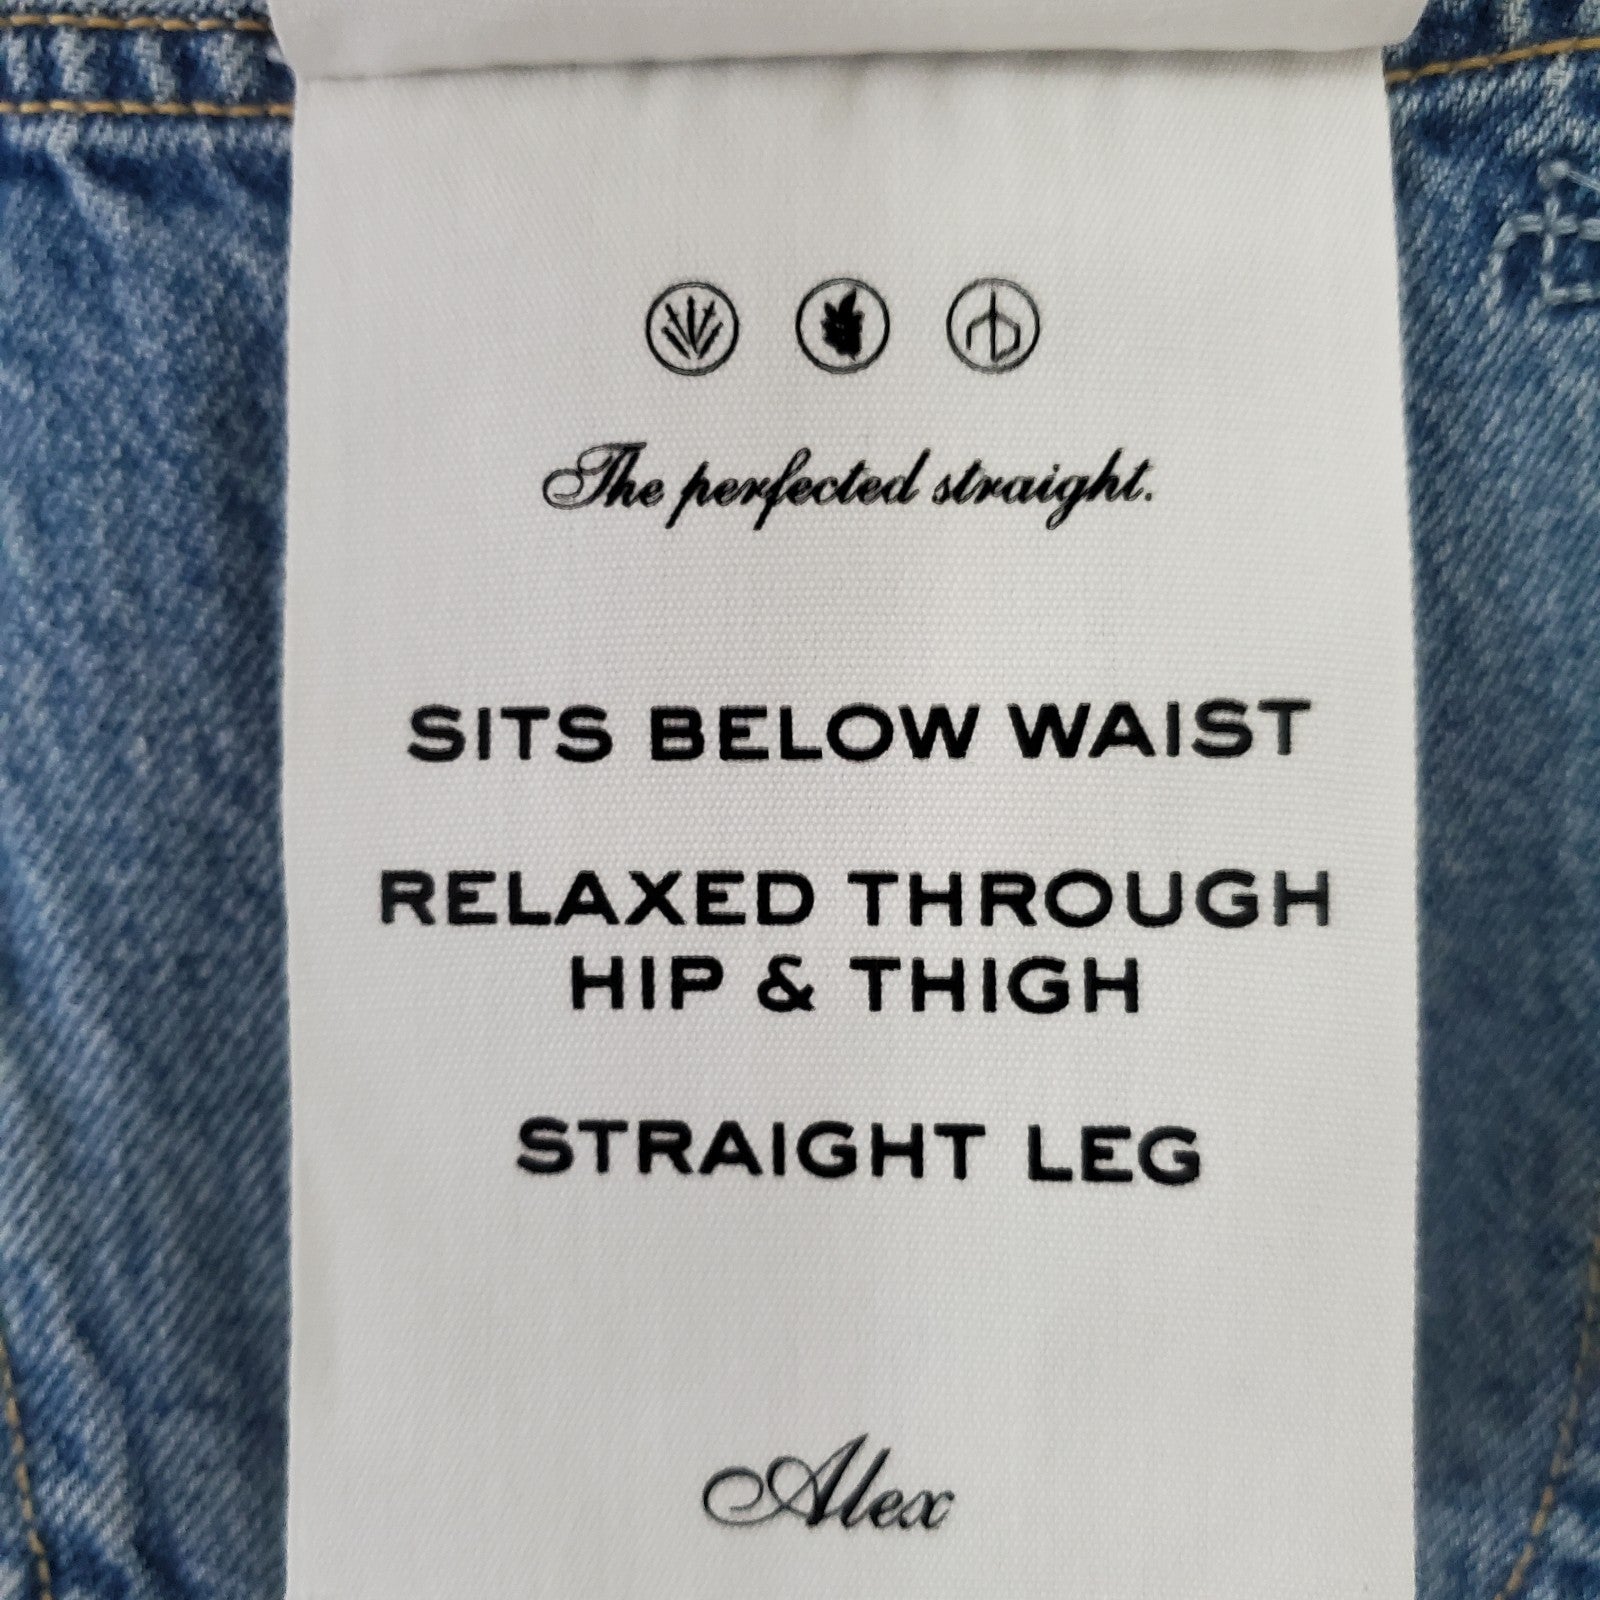 The perfected straight.
SITS BELOW WAIST
RELAXED THROUGH
HIP & THIGH
STRAIGHT LEG
Alex